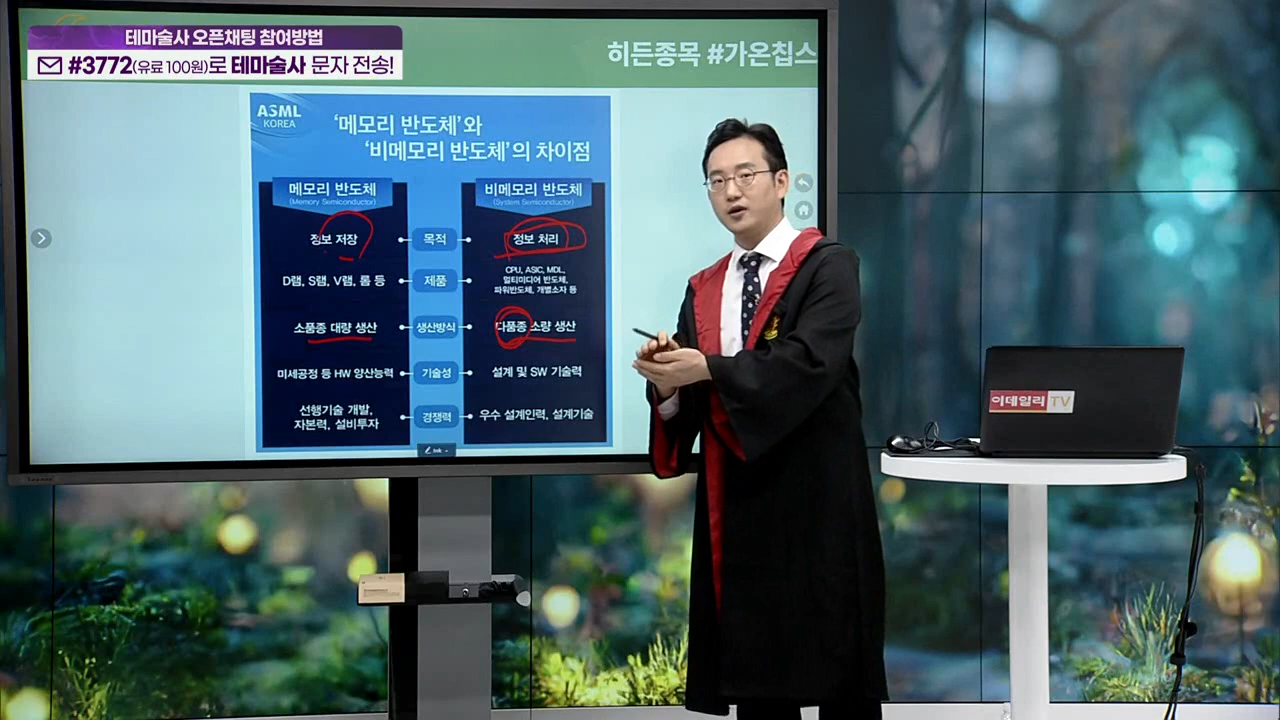 테마술사 오픈채팅 참여방법
#3772(유료 100원)로 테마술사 문자 전송!
히든종목 #가온칩스
ASML
KOREA
‘메모리 반도체’와
‘비메모리 반도체’의 차이점
메모리 반도체
(Memory Semiconductor)
비메모리 반도체
(System Semiconductor)
정보 저장
목적
정보 처리
D램, S램, V램, 롬 등
제품
CPU, ASIC, MDL,
멀티미디어 반도체,
파워반도체, 개별소자 등
소품종 대량 생산
생산방식
다품종 소량 생산
미세공정 등 HW 양산능력
기술성
설계 및 SW 기술력
선행기술 개발,
자본력, 설비투자
경쟁력
우수 설계인력, 설계기술
Ink
이데일리TV